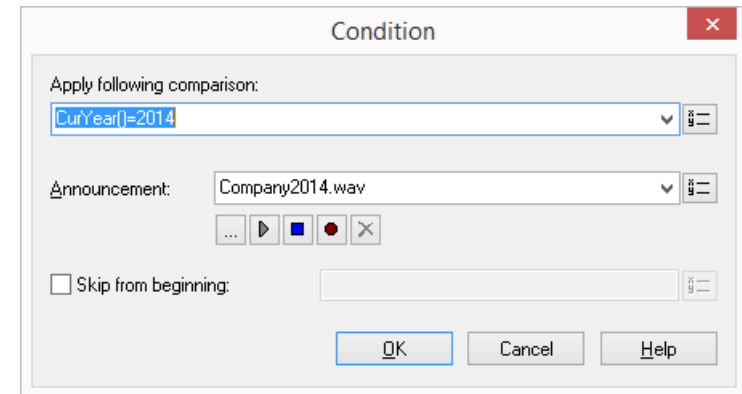 Condition
Apply following comparison:
CurYear()=2014
Announcement: Company2014.wav
...
Skip from beginning:
OK Cancel Help